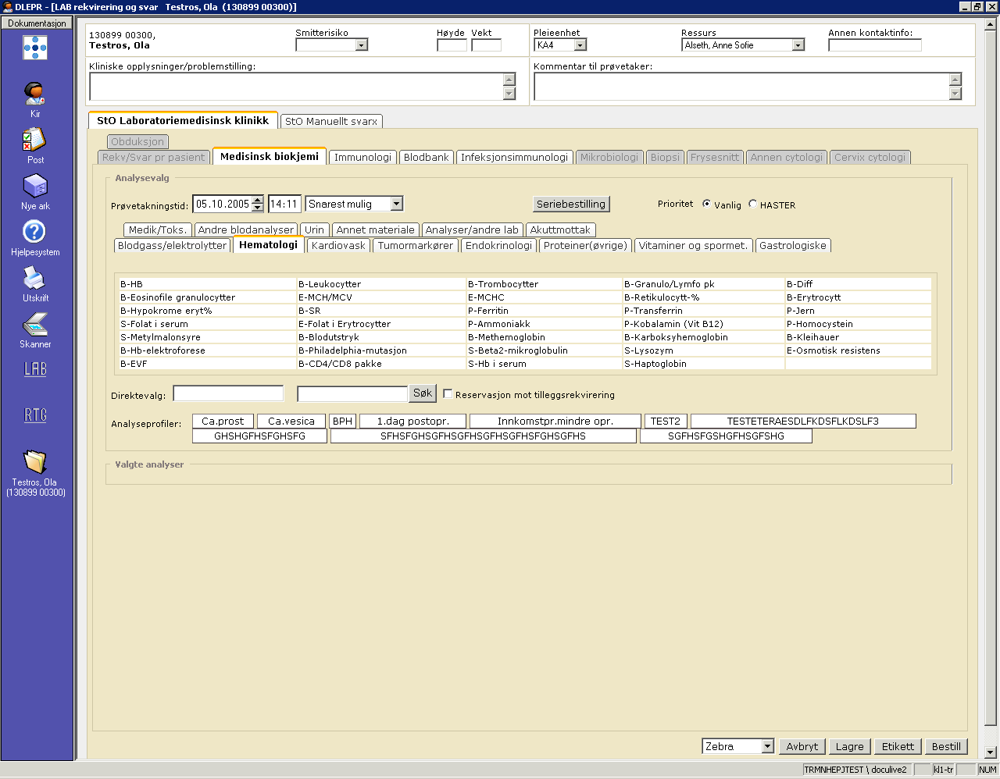 DLEPR - [LAB rekvirering og svar   Testros, Ola  (130899 00300)]
Dokumentasjon
Kir
Post
Nye ark
Hjelpesystem
Utskrift
Skanner
LAB
RTG
Testros, Ola
(130899 00300)
130899 00300,
Testros, Ola
Smitterisiko
Høyde Vekt
Pleieenhet
KA4
Ressurs
Alseth, Anne Sofie
Annen kontaktinfo:
Kliniske opplysninger/problemstilling:
Kommentar til prøvetaker:
StO Laboratoriemedisinsk klinikk StO Manuellt svarx
Obduksjon
Rekv/Svar pr pasient Medisinsk biokjemi Immunologi Blodbank Infeksjonsimmunologi Mikrobiologi Biopsi Frysesnitt Annen cytologi Cervix cytologi
Analysevalg
Prøvetakningstid: 05.10.2005 14:11 Snarest mulig Seriebestilling Prioritet Vanlig HASTER
Medik/Toks. Andre blodanalyser Urin Annet materiale Analyser/andre lab Akuttmottak
Blodgass/elektrolytter Hematologi Kardiovask Tumormarkører Endokrinologi Proteiner(øvrige) Vitaminer og spormet. Gastrologiske
B-HB B-Leukocytter B-Trombocytter B-Granulo/Lymfo pk B-Diff
B-Eosinofile granulocytter E-MCH/MCV E-MCHC B-Retikulocytt-% B-Erytrocytt
B-Hypokrome eryt% B-SR P-Ferritin P-Transferrin P-Jern
S-Folat i serum E-Folat i Erytrocytter P-Ammoniakk P-Kobalamin (Vit B12) P-Homocystein
S-Metylmalonsyre B-Blodutstryk B-Methemoglobin B-Karboksyhemoglobin B-Kleihauer
B-Hb-elektroforese B-Philadelphia-mutasjon S-Beta2-mikroglobulin S-Lysozym E-Osmotisk resistens
B-EVF B-CD4/CD8 pakke S-Hb i serum S-Haptoglobin
Direktevalg: Søk Reservasjon mot tilleggsrekvirering
Analyseprofiler: Ca.prost Ca.vesica BPH 1.dag postopr. Innkomstpr.mindre opr. TEST2 TESTETERAESDLFKDSFLKDSLF3
GHSHGFHSFGHSFG SFHSFGHSGFHSGFHSGFHSGFHSFGHSGFHS SGFHSFGSHGFHSGFSHG
Valgte analyser
Zebra Avbryt Lagre Etikett Bestill
TRMNHEPJTEST \ doculive2 kl1-tr NUM